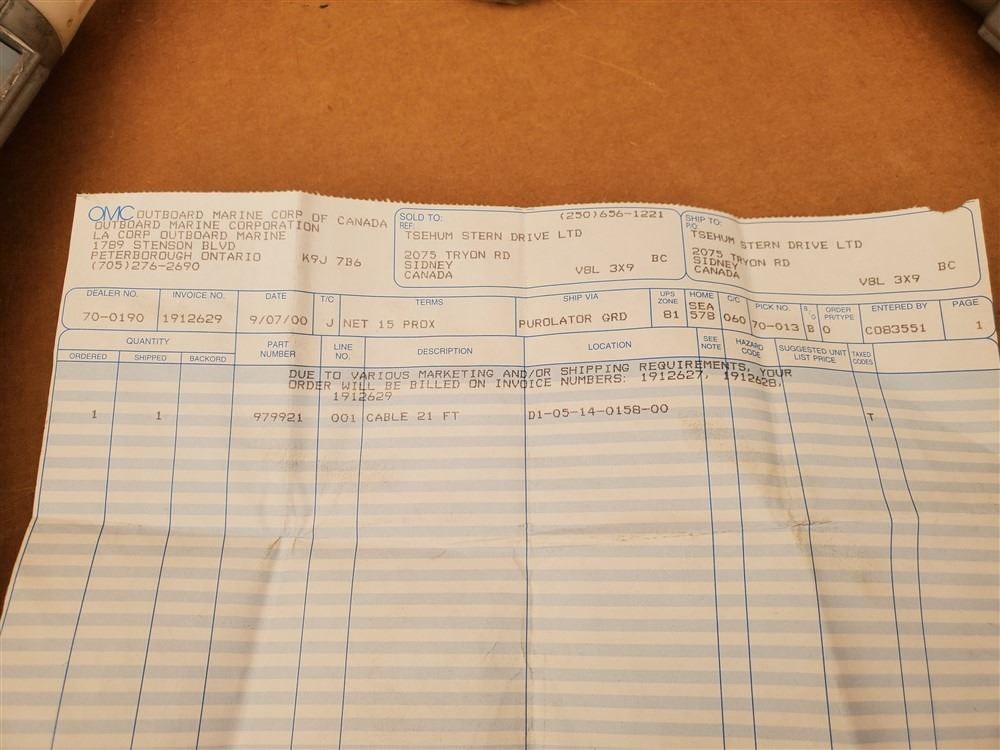 OMC OUTBOARD MARINE CORP OF CANADA
OUTBOARD MARINE CORPORATION
LA CORP OUTBOARD MARINE
1789 STENSON BLVD
PETERBOROUGH ONTARIO K9J 7B6
(705)276-2690
SOLD TO: (250)656-1221
REF:
TSEHUM STERN DRIVE LTD
2075 TRYON RD
SIDNEY BC
CANADA V8L 3X9
SHIP TO:
P.O.
TSEHUM STERN DRIVE LTD
2075 TRYON RD
SIDNEY BC
CANADA V8L 3X9
DEALER NO. INVOICE NO. DATE T/C TERMS SHIP VIA UPS ZONE HOME C/C PICK NO. S/O ORDER PR/TYPE ENTERED BY PAGE
70-0190 1912629 9/07/00 J NET 15 PROX PUROLATOR GRD 81 SEA 578 060 70-013 B O C083551 1
QUANTITY PART NUMBER LINE NO. DESCRIPTION LOCATION SEE NOTE HAZARD CODE SUGGESTED UNIT LIST PRICE TAXED CODES
ORDERED SHIPPED BACKORD
DUE TO VARIOUS MARKETING AND/OR SHIPPING REQUIREMENTS, YOUR
ORDER WILL BE BILLED ON INVOICE NUMBERS: 1912627, 1912628,
1912629
1 1 979921 001 CABLE 21 FT D1-05-14-0158-00 T